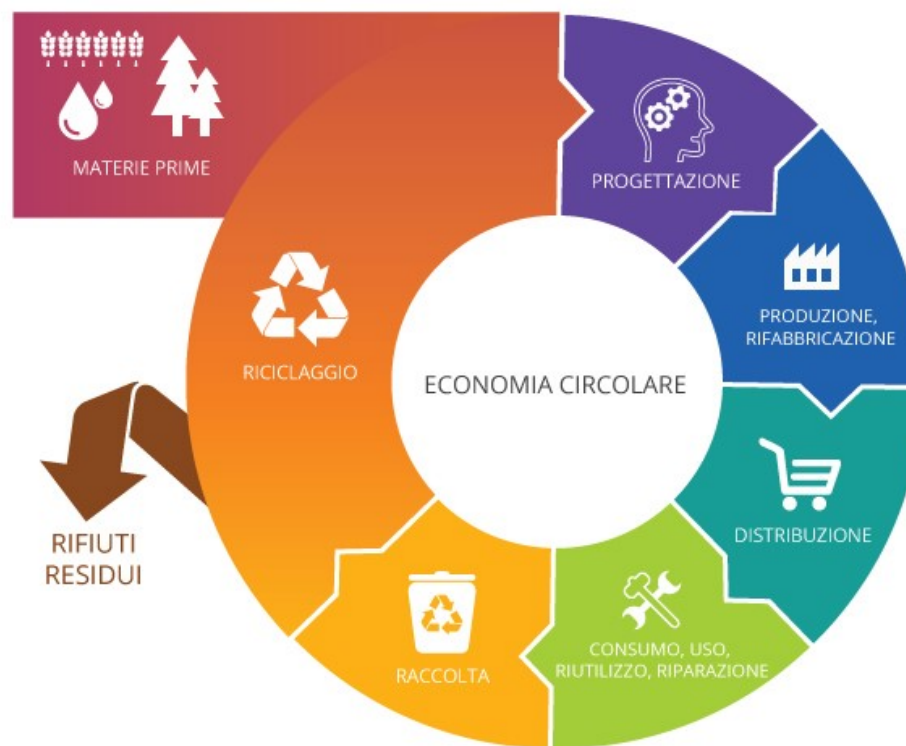 MATERIE PRIME
PROGETTAZIONE
PRODUZIONE,
RIFABBRICAZIONE
DISTRIBUZIONE
CONSUMO, USO,
RIUTILIZZO, RIPARAZIONE
RACCOLTA
RICICLAGGIO
RIFIUTI
RESIDUI
ECONOMIA CIRCOLARE